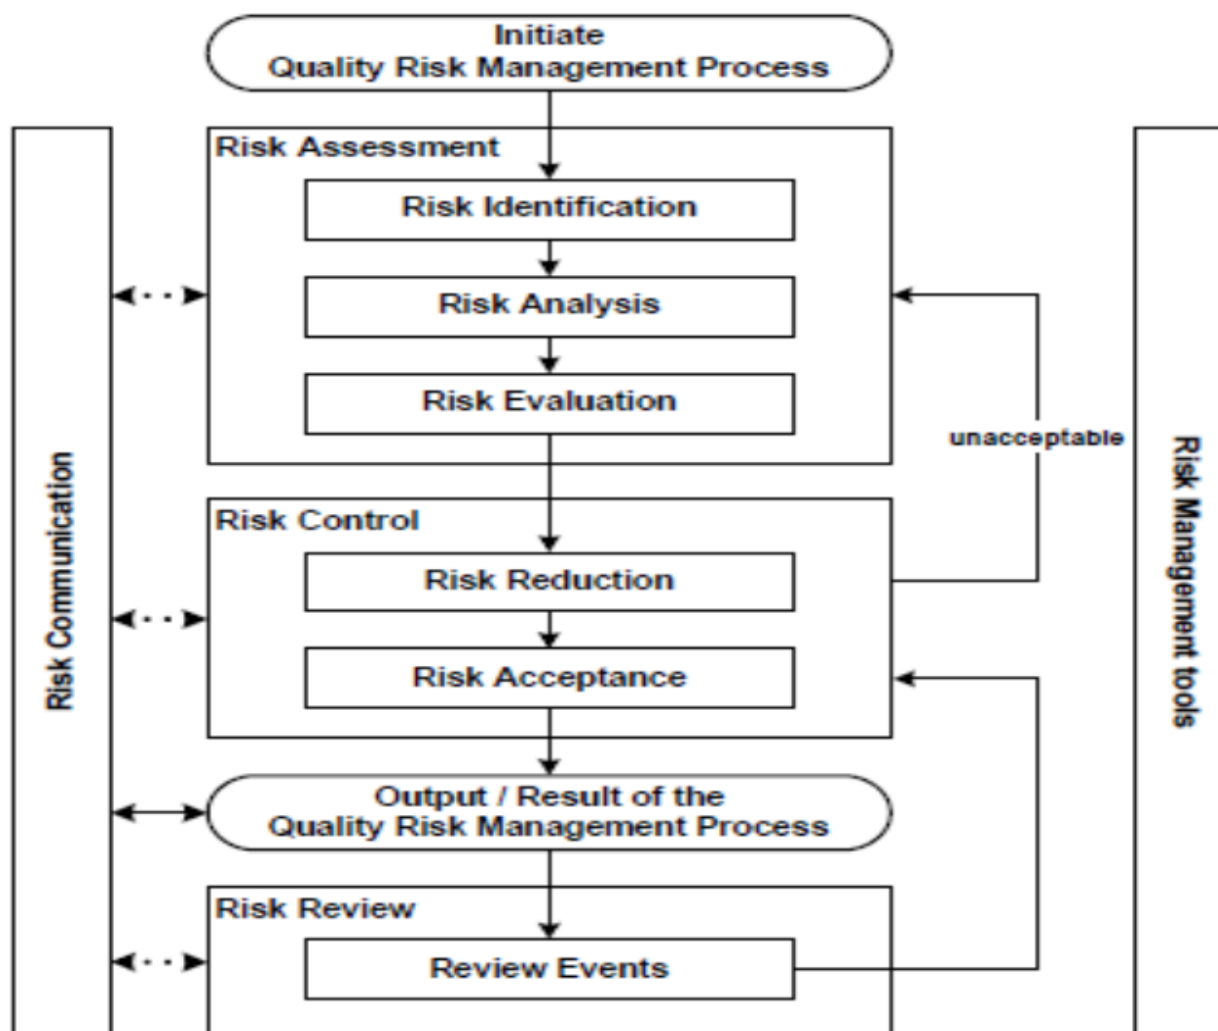 Initiate
Quality Risk Management Process
Risk Assessment
Risk Identification
Risk Analysis
Risk Evaluation
unacceptable
Risk Control
Risk Reduction
Risk Acceptance
Output / Result of the
Quality Risk Management Process
Risk Review
Review Events
Risk Communication
Risk Management tools